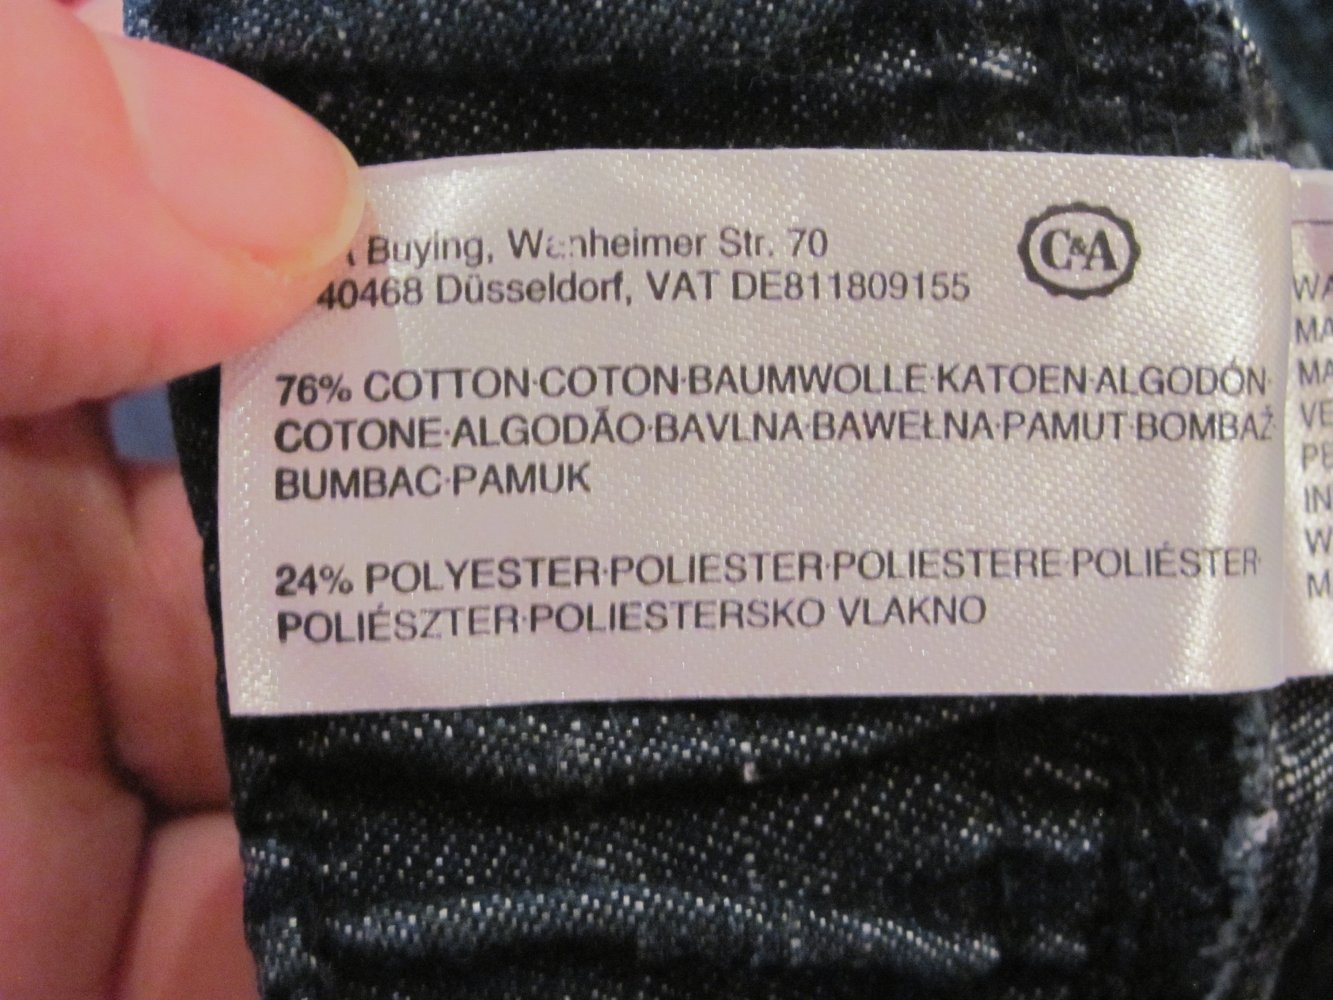 Buying, Wanheimer Str. 70
40468 Düsseldorf, VAT DE811809155
C&A
76% COTTON·COTON·BAUMWOLLE·KATOEN·ALGODÓN·
COTONE·ALGODÃO·BAVLNA·BAWEŁNA·PAMUT·BOMBAŽ·
BUMBAC·PAMUK
24% POLYESTER·POLIESTER·POLIESTERE·POLIÉSTER·
POLIÉSZTER·POLIESTERSKO VLAKNO